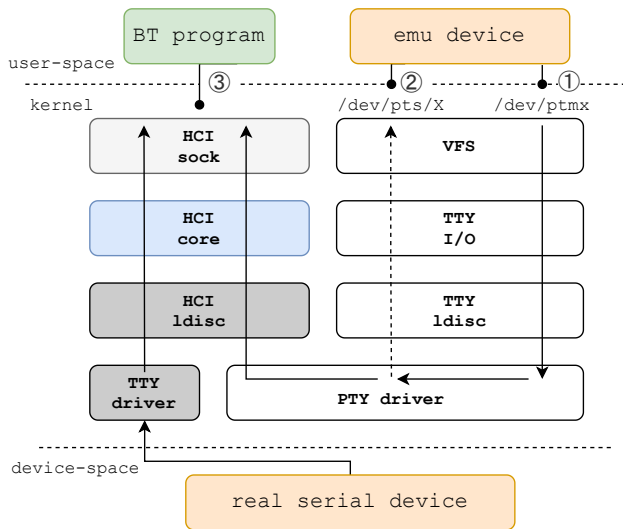 BT program
emu device
user-space
③
②
①
kernel
/dev/pts/X
/dev/ptmx
HCI
sock
VFS
HCI
core
TTY
I/O
HCI
ldisc
TTY
ldisc
TTY
driver
PTY driver
device-space
real serial device